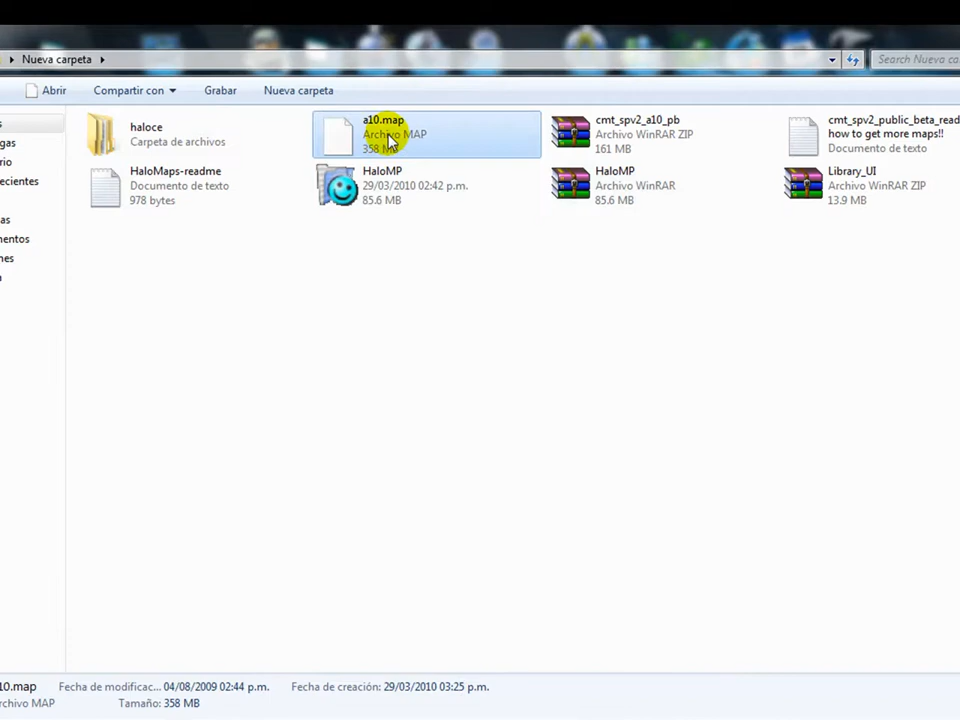 Nueva carpeta
Search Nueva ca
Abrir
Compartir con
Grabar
Nueva carpeta
s
gas
rio
ecientes
as
nentos
nes
a
haloce
Carpeta de archivos
a10.map
Archivo MAP
358 M
cmt_spv2_a10_pb
Archivo WinRAR ZIP
161 MB
cmt_spv2_public_beta_read
how to get more maps!!
Documento de texto
HaloMaps-readme
Documento de texto
978 bytes
HaloMP
29/03/2010 02:42 p.m.
85.6 MB
HaloMP
Archivo WinRAR
85.6 MB
Library_UI
Archivo WinRAR ZIP
13.9 MB
10.map
Fecha de modificac... 04/08/2009 02:44 p.m.
Fecha de creación: 29/03/2010 03:25 p.m.
rchivo MAP
Tamaño: 358 MB